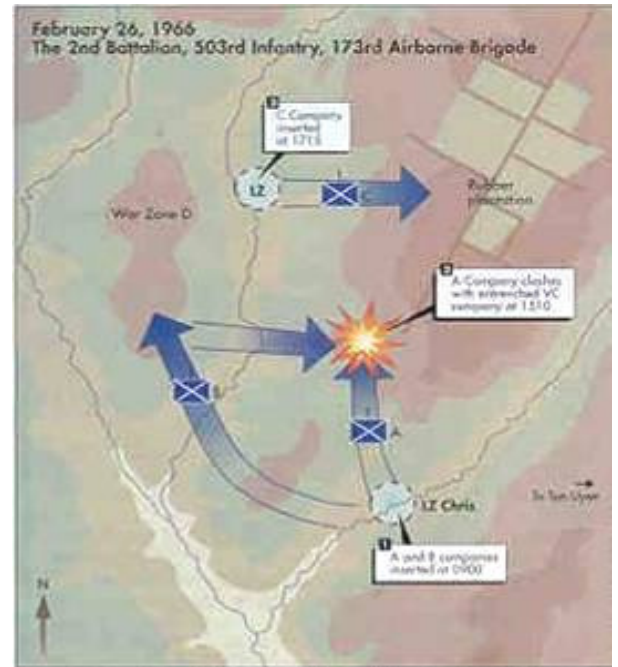 February 26, 1966
The 2nd Battalion, 503rd Infantry, 173rd Airborne Brigade
3
C Company
inserted
at 1715
LZ
C
Rubber
plantation
War Zone D
A Company clashes
with entrenched VC
company at 1510
B
A
LZ Chris
To Tan Uyen
1
A and B companies
inserted at 0900
N